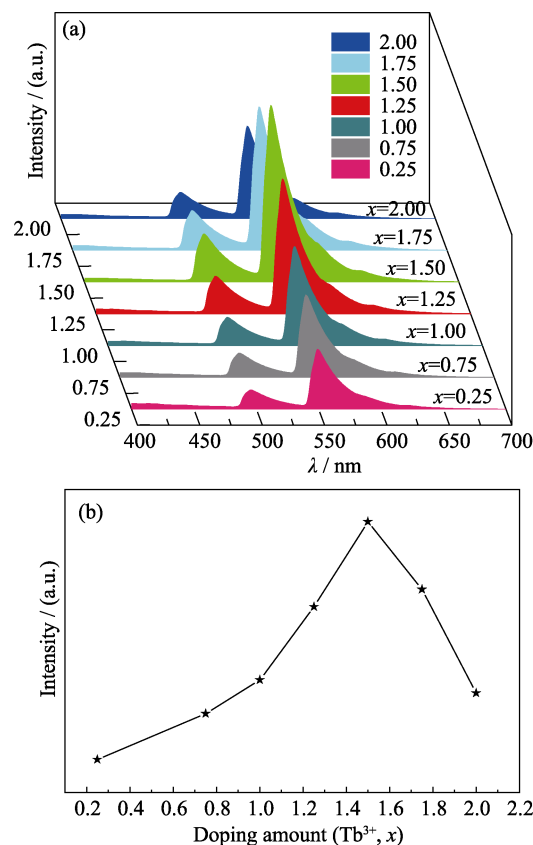 (a)
Intensity / (a.u.)
2.00
1.75
1.50
1.25
1.00
0.75
0.25
x=2.00
x=1.75
x=1.50
x=1.25
x=1.00
x=0.75
x=0.25
2.00
1.75
1.50
1.25
1.00
0.75
0.25
400 450 500 550 600 650 700
λ / nm
(b)
Intensity / (a.u.)
0.2 0.4 0.6 0.8 1.0 1.2 1.4 1.6 1.8 2.0 2.2
Doping amount (Tb³⁺, x)